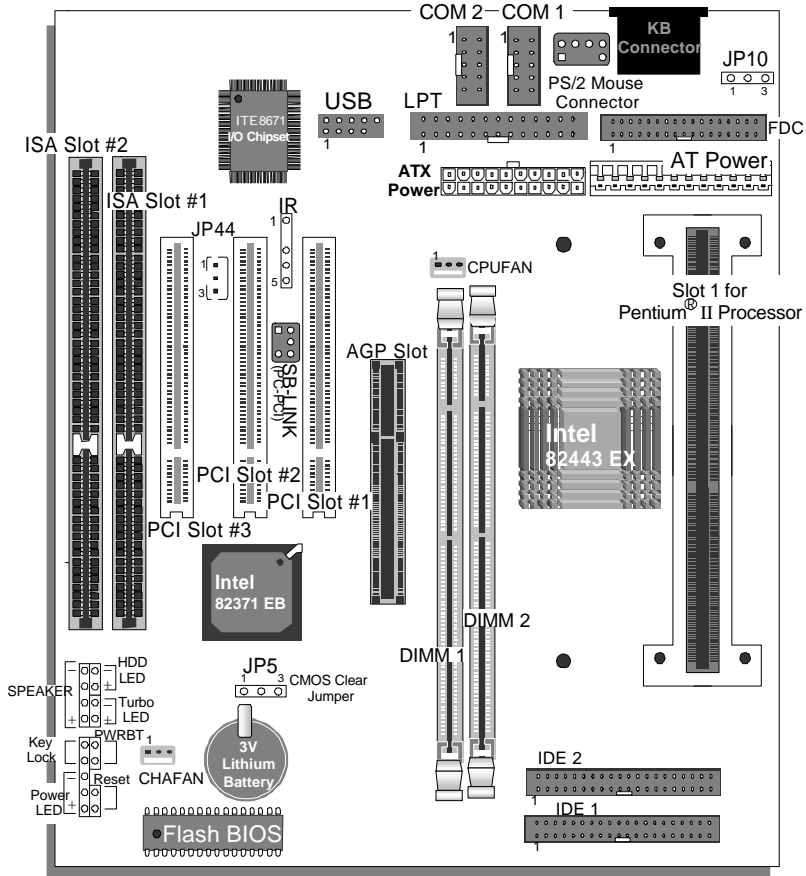 COM 2 COM 1
1
1
KB
Connector
JP10
1 3
PS/2 Mouse
Connector
USB
1
LPT
1
ITE8671
I/O Chipset
FDC
1
ISA Slot #2
ISA Slot #1
ATX
Power
AT Power
JP44
1
3
IR
1
5
1
CPUFAN
Slot 1 for
Pentium® II Processor
SB-LINK
(PC-PCI)
AGP Slot
Intel
82443 EX
PCI Slot #2
PCI Slot #1
PCI Slot #3
Intel
82371 EB
DIMM 2
DIMM 1
JP5
1 3
CMOS Clear
Jumper
HDD
LED
SPEAKER
Turbo
LED
PWRBT
Key
Lock
Reset
Power
LED
1
CHAFAN
3V
Lithium
Battery
IDE 2
1
IDE 1
1
Flash BIOS